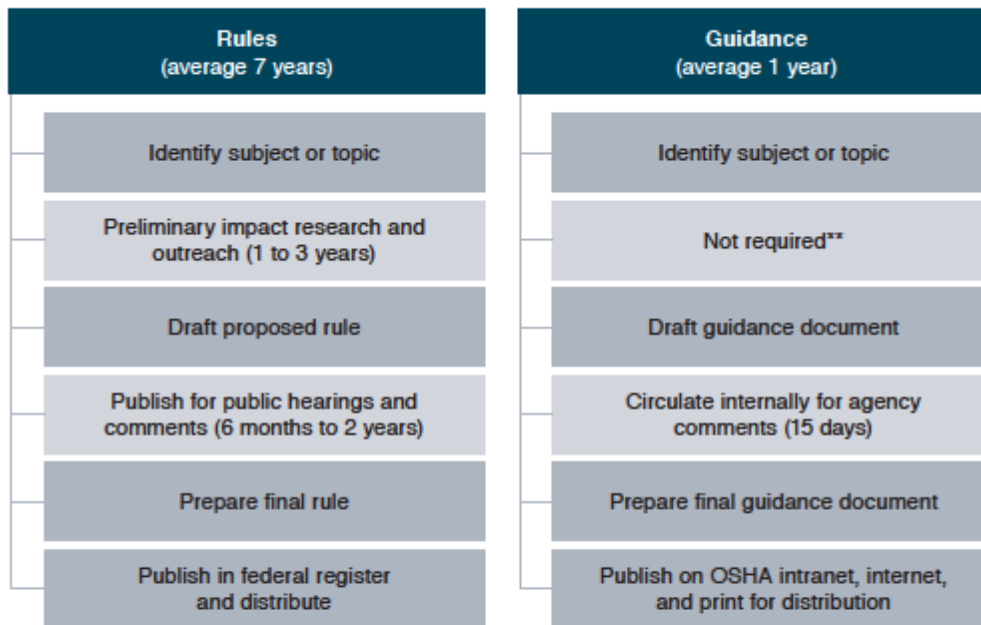 Rules
(average 7 years)
Identify subject or topic
Preliminary impact research and
outreach (1 to 3 years)
Draft proposed rule
Publish for public hearings and
comments (6 months to 2 years)
Prepare final rule
Publish in federal register
and distribute
Guidance
(average 1 year)
Identify subject or topic
Not required**
Draft guidance document
Circulate internally for agency
comments (15 days)
Prepare final guidance document
Publish on OSHA intranet, internet,
and print for distribution